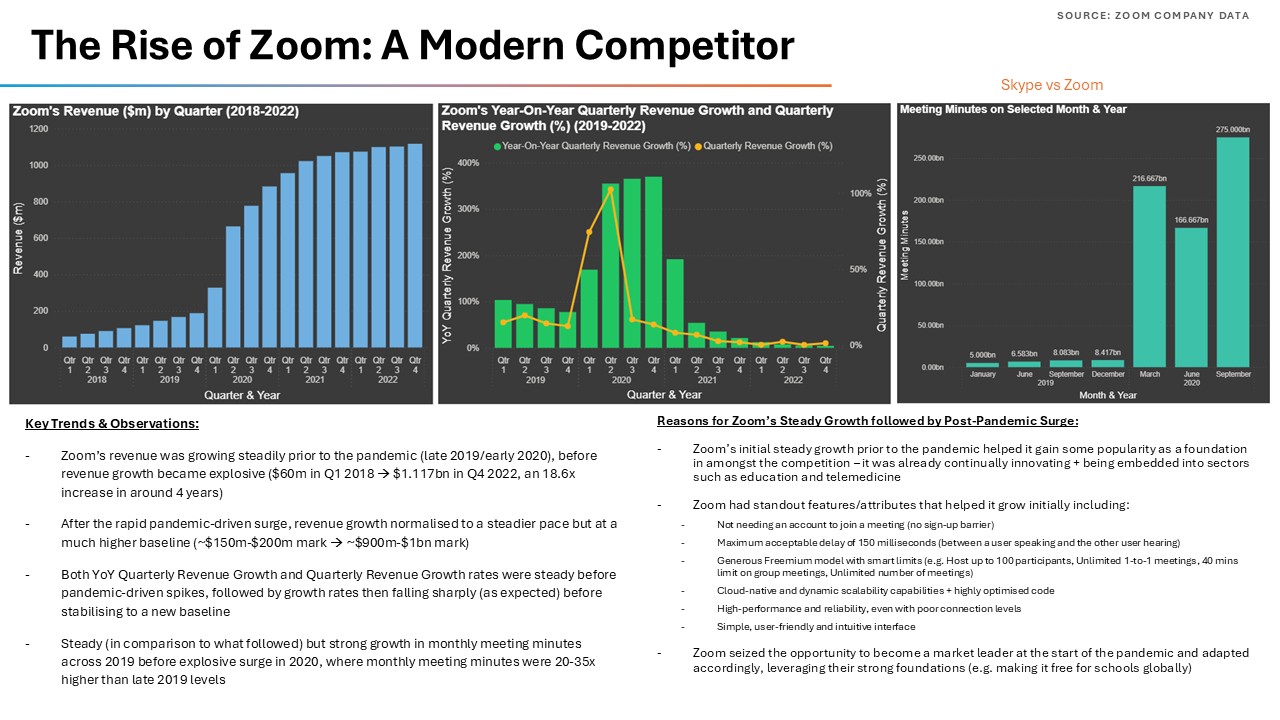 SOURCE: ZOOM COMPANY DATA
The Rise of Zoom: A Modern Competitor
Skype vs Zoom
Zoom's Revenue ($m) by Quarter (2018-2022)
Revenue ($m)
1200
1000
800
600
400
200
0
Qtr 1 Qtr 2 Qtr 3 Qtr 4 Qtr 1 Qtr 2 Qtr 3 Qtr 4 Qtr 1 Qtr 2 Qtr 3 Qtr 4 Qtr 1 Qtr 2 Qtr 3 Qtr 4 Qtr 1 Qtr 2 Qtr 3 Qtr 4
2018 2019 2020 2021 2022
Quarter & Year
Zoom's Year-On-Year Quarterly Revenue Growth and Quarterly
Revenue Growth (%) (2019-2022)
Year-On-Year Quarterly Revenue Growth (%) Quarterly Revenue Growth (%)
YoY Quarterly Revenue Growth (%)
400%
300%
200%
100%
0%
100%
50%
0%
Quarterly Revenue Growth (%)
Qtr 1 Qtr 2 Qtr 3 Qtr 4 Qtr 1 Qtr 2 Qtr 3 Qtr 4 Qtr 1 Qtr 2 Qtr 3 Qtr 4 Qtr 1 Qtr 2 Qtr 3 Qtr 4
2019 2020 2021 2022
Quarter & Year
Meeting Minutes on Selected Month & Year
Meeting Minutes
250.00bn
200.00bn
150.00bn
100.00bn
50.00bn
0.00bn
5.000bn 6.583bn 8.083bn 8.417bn 216.667bn 166.667bn 275.000bn
January June September December March June September
2019 2020
Month & Year
Key Trends & Observations:
- Zoom's revenue was growing steadily prior to the pandemic (late 2019/early 2020), before
revenue growth became explosive ($60m in Q1 2018 → $1.117bn in Q4 2022, an 18.6x
increase in around 4 years)
- After the rapid pandemic-driven surge, revenue growth normalised to a steadier pace but at a
much higher baseline (~$150m-$200m mark → ~$900m-$1bn mark)
- Both YoY Quarterly Revenue Growth and Quarterly Revenue Growth rates were steady before
pandemic-driven spikes, followed by growth rates then falling sharply (as expected) before
stabilising to a new baseline
- Steady (in comparison to what followed) but strong growth in monthly meeting minutes
across 2019 before explosive surge in 2020, where monthly meeting minutes were 20-35x
higher than late 2019 levels
Reasons for Zoom's Steady Growth followed by Post-Pandemic Surge:
- Zoom's initial steady growth prior to the pandemic helped it gain some popularity as a foundation
in amongst the competition – it was already continually innovating + being embedded into sectors
such as education and telemedicine
- Zoom had standout features/attributes that helped it grow initially including:
- Not needing an account to join a meeting (no sign-up barrier)
- Maximum acceptable delay of 150 milliseconds (between a user speaking and the other user hearing)
- Generous Freemium model with smart limits (e.g. Host up to 100 participants, Unlimited 1-to-1 meetings, 40 mins
limit on group meetings, Unlimited number of meetings)
- Cloud-native and dynamic scalability capabilities + highly optimised code
- High-performance and reliability, even with poor connection levels
- Simple, user-friendly and intuitive interface
- Zoom seized the opportunity to become a market leader at the start of the pandemic and adapted
accordingly, leveraging their strong foundations (e.g. making it free for schools globally)